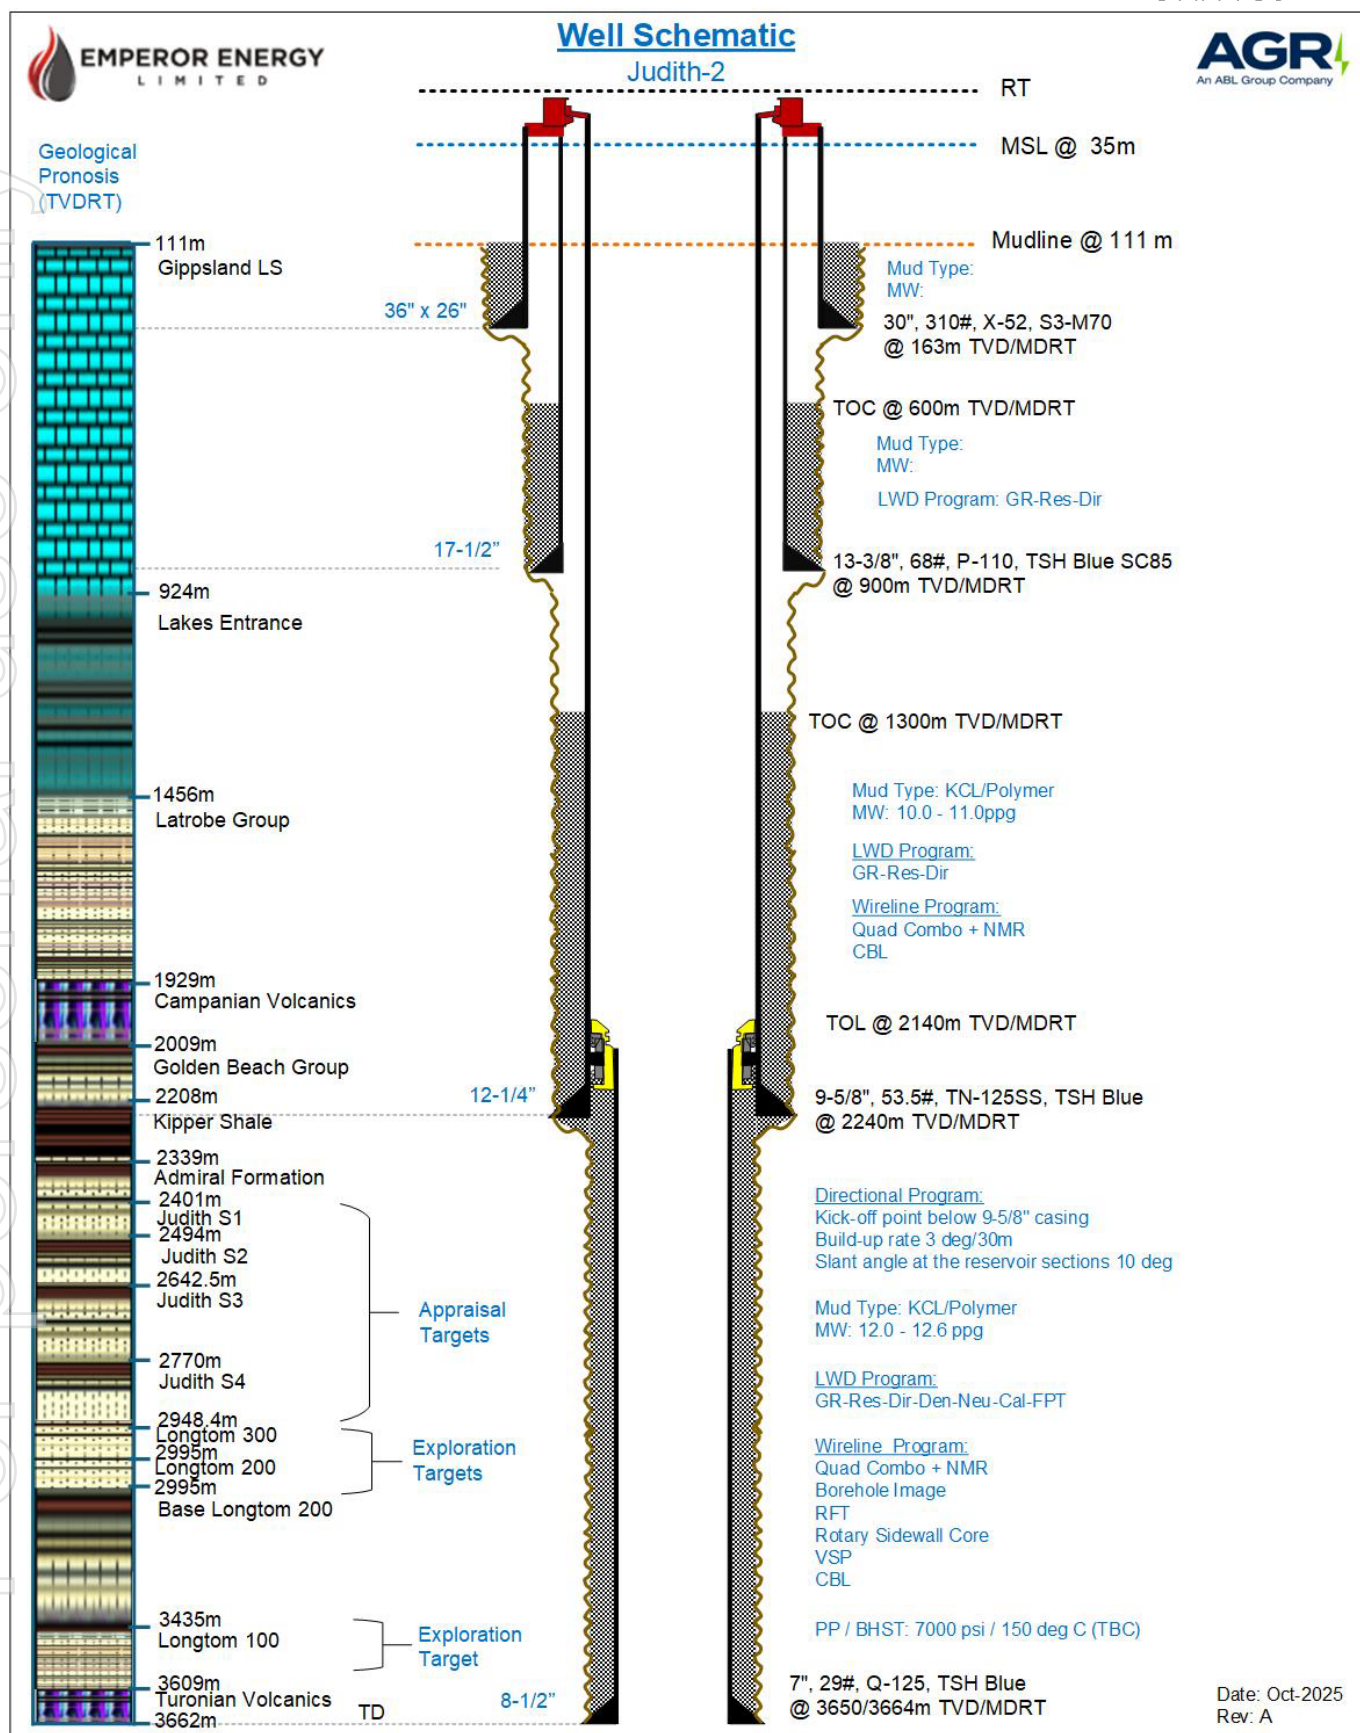 Well Schematic
Judith-2
EMPEROR ENERGY
LIMITED
AGR
An ABL Group Company
RT
MSL @ 35m
Geological
Pronosis
(TVDRT)
111m
Gippsland LS
Mudline @ 111 m
Mud Type:
MW:
36" x 26"
30", 310#, X-52, S3-M70
@ 163m TVD/MDRT
TOC @ 600m TVD/MDRT
Mud Type:
MW:
LWD Program: GR-Res-Dir
17-1/2”
13-3/8", 68#, P-110, TSH Blue SC85
@ 900m TVD/MDRT
924m
Lakes Entrance
TOC @ 1300m TVD/MDRT
1456m
Latrobe Group
Mud Type: KCL/Polymer
MW: 10.0 - 11.0ppg
LWD Program:
GR-Res-Dir
Wireline Program:
Quad Combo + NMR
CBL
1929m
Campanian Volcanics
TOL @ 2140m TVD/MDRT
2009m
Golden Beach Group
2208m
Kipper Shale
12-1/4”
9-5/8", 53.5#, TN-125SS, TSH Blue
@ 2240m TVD/MDRT
2339m
Admiral Formation
2401m
Judith S1
2494m
Judith S2
2642.5m
Judith S3
2770m
Judith S4
Appraisal
Targets
Directional Program:
Kick-off point below 9-5/8" casing
Build-up rate 3 deg/30m
Slant angle at the reservoir sections 10 deg
Mud Type: KCL/Polymer
MW: 12.0 - 12.6 ppg
LWD Program:
GR-Res-Dir-Den-Neu-Cal-FPT
2948.4m
Longtom 300
2995m
Longtom 200
2995m
Base Longtom 200
Exploration
Targets
Wireline Program:
Quad Combo + NMR
Borehole Image
RFT
Rotary Sidewall Core
VSP
CBL
PP / BHST: 7000 psi / 150 deg C (TBC)
3435m
Longtom 100
Exploration
Target
3609m
Turonian Volcanics
3662m
TD
8-1/2”
7", 29#, Q-125, TSH Blue
@ 3650/3664m TVD/MDRT
Date: Oct-2025
Rev: A